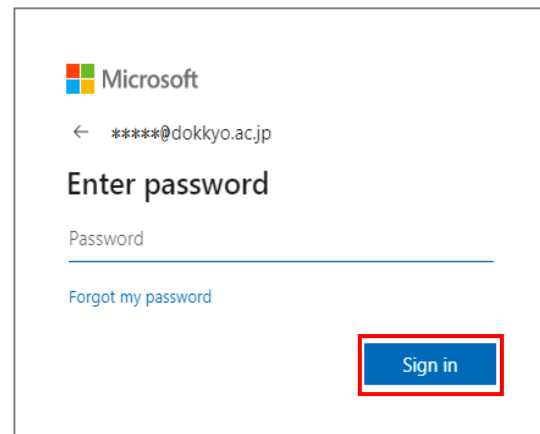 Microsoft
← *****@dokkyo.ac.jp
Enter password
Password
Forgot my password
Sign in